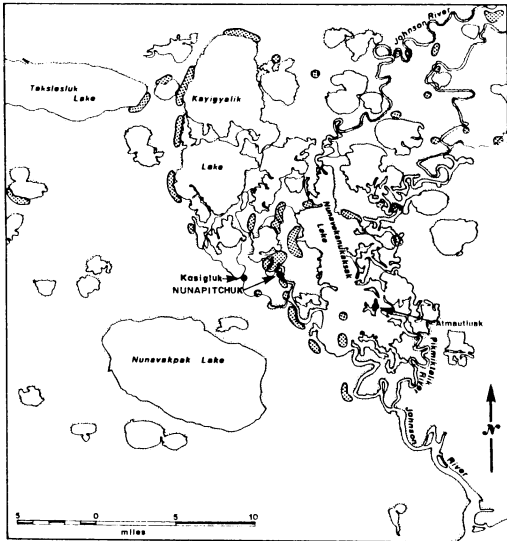 Johnson River
Takslesluk
Lake
Kayigyalik
Lake
Nunavakanukakslak
Lake
Kasigluk
NUNAPITCHUK
Atmautluak
Nunavakpak Lake
Pikmiktalik
River
Johnson
River
N
5 0 5 10
miles